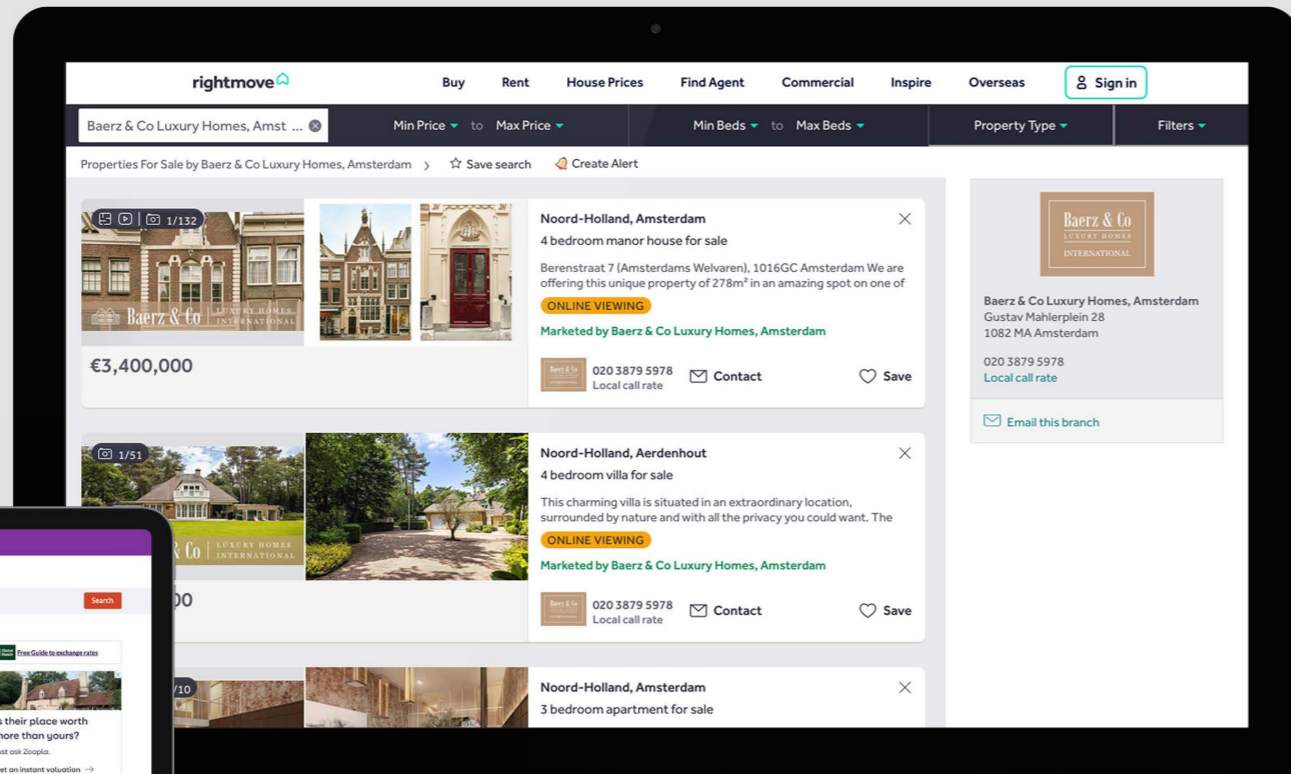 rightmove
Buy
Rent
House Prices
Find Agent
Commercial
Inspire
Overseas
Sign in
Baerz & Co Luxury Homes, Amst ...
Min Price to Max Price
Min Beds to Max Beds
Property Type
Filters
Properties For Sale by Baerz & Co Luxury Homes, Amsterdam
Save search
Create Alert
1/132
Baerz & Co
LUXURY HOMES
INTERNATIONAL
€3,400,000
Noord-Holland, Amsterdam
4 bedroom manor house for sale
Berenstraat 7 (Amsterdams Welvaren), 1016GC Amsterdam We are
offering this unique property of 278m² in an amazing spot on one of
ONLINE VIEWING
Marketed by Baerz & Co Luxury Homes, Amsterdam
Baerz & Co
020 3879 5978
Local call rate
Contact
Save
Baerz & Co
LUXURY HOMES
INTERNATIONAL
Baerz & Co Luxury Homes, Amsterdam
Gustav Mahlerplein 28
1082 MA Amsterdam
020 3879 5978
Local call rate
Email this branch
1/51
& Co
LUXURY HOMES
INTERNATIONAL
00
Noord-Holland, Aerdenhout
4 bedroom villa for sale
This charming villa is situated in an extraordinary location,
surrounded by nature and with all the privacy you could want. The
ONLINE VIEWING
Marketed by Baerz & Co Luxury Homes, Amsterdam
Baerz & Co
020 3879 5978
Local call rate
Contact
Save
/10
Noord-Holland, Amsterdam
3 bedroom apartment for sale
Search
Free Guide to exchange rates
s their place worth
more than yours?
ust ask Zoopla.
et an instant valuation →